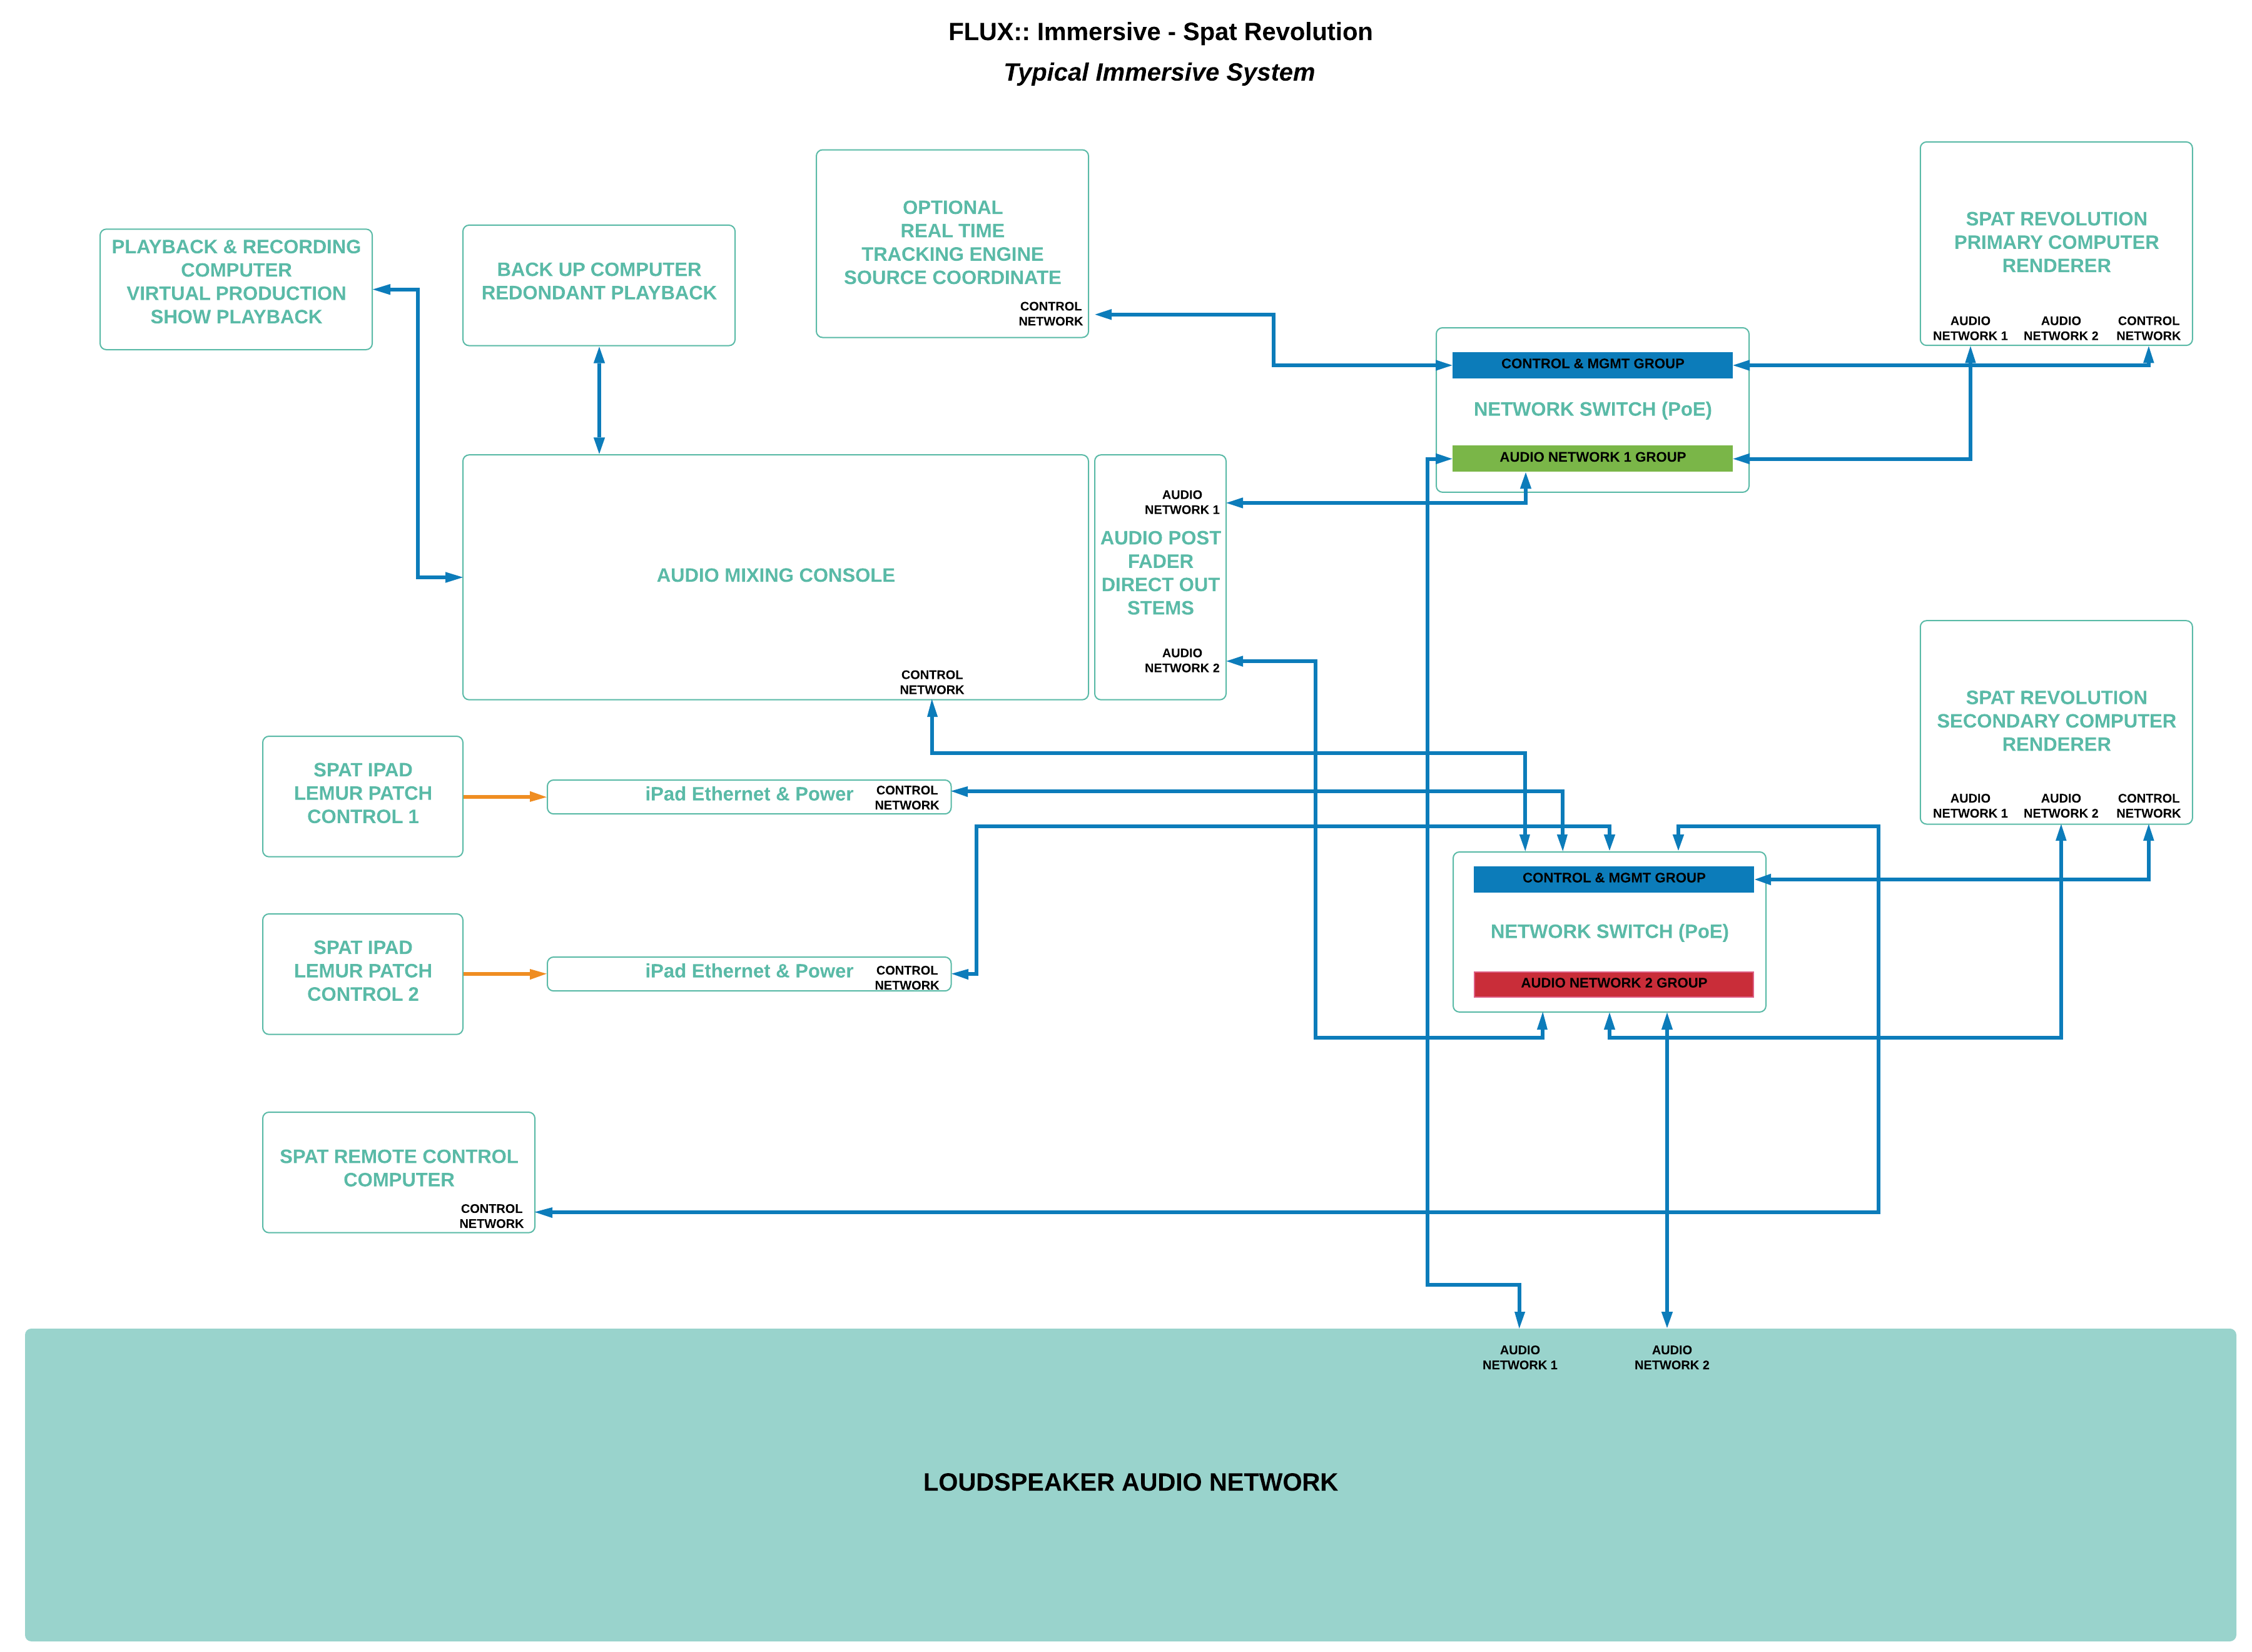 FLUX:: Immersive - Spat Revolution
Typical Immersive System
PLAYBACK & RECORDING
COMPUTER
VIRTUAL PRODUCTION
SHOW PLAYBACK
BACK UP COMPUTER
REDONDANT PLAYBACK
OPTIONAL
REAL TIME
TRACKING ENGINE
SOURCE COORDINATE
CONTROL
NETWORK
SPAT REVOLUTION
PRIMARY COMPUTER
RENDERER
AUDIO
NETWORK 1
AUDIO
NETWORK 2
CONTROL
NETWORK
CONTROL & MGMT GROUP
NETWORK SWITCH (PoE)
AUDIO NETWORK 1 GROUP
AUDIO MIXING CONSOLE
CONTROL
NETWORK
AUDIO
NETWORK 1
AUDIO POST
FADER
DIRECT OUT
STEMS
AUDIO
NETWORK 2
SPAT REVOLUTION
SECONDARY COMPUTER
RENDERER
AUDIO
NETWORK 1
AUDIO
NETWORK 2
CONTROL
NETWORK
SPAT IPAD
LEMUR PATCH
CONTROL 1
iPad Ethernet & Power
CONTROL
NETWORK
CONTROL & MGMT GROUP
NETWORK SWITCH (PoE)
AUDIO NETWORK 2 GROUP
SPAT IPAD
LEMUR PATCH
CONTROL 2
iPad Ethernet & Power
CONTROL
NETWORK
SPAT REMOTE CONTROL
COMPUTER
CONTROL
NETWORK
AUDIO
NETWORK 1
AUDIO
NETWORK 2
LOUDSPEAKER AUDIO NETWORK